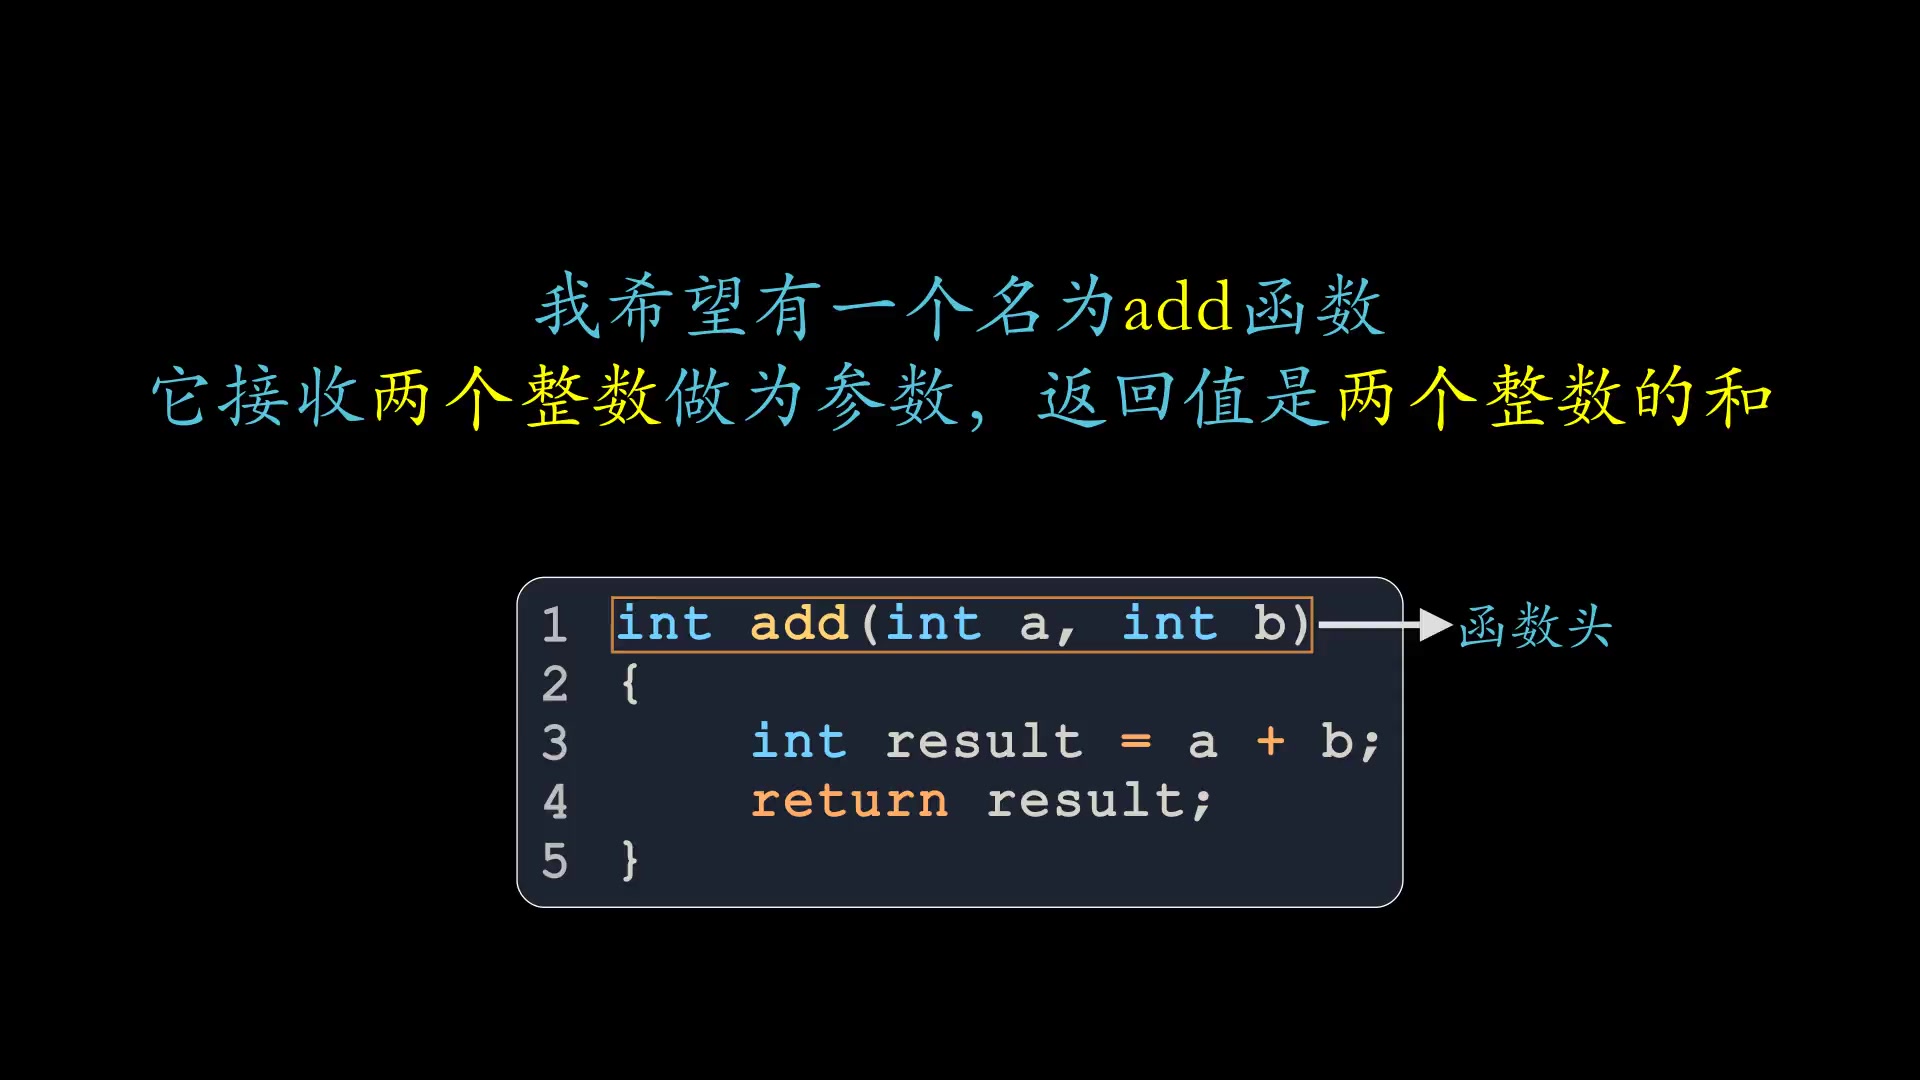 我希望有一个名为add函数
它接收两个整数做为参数，返回值是两个整数的和
1 int add(int a, int b) 函数头
2 {
3     int result = a + b;
4     return result;
5 }